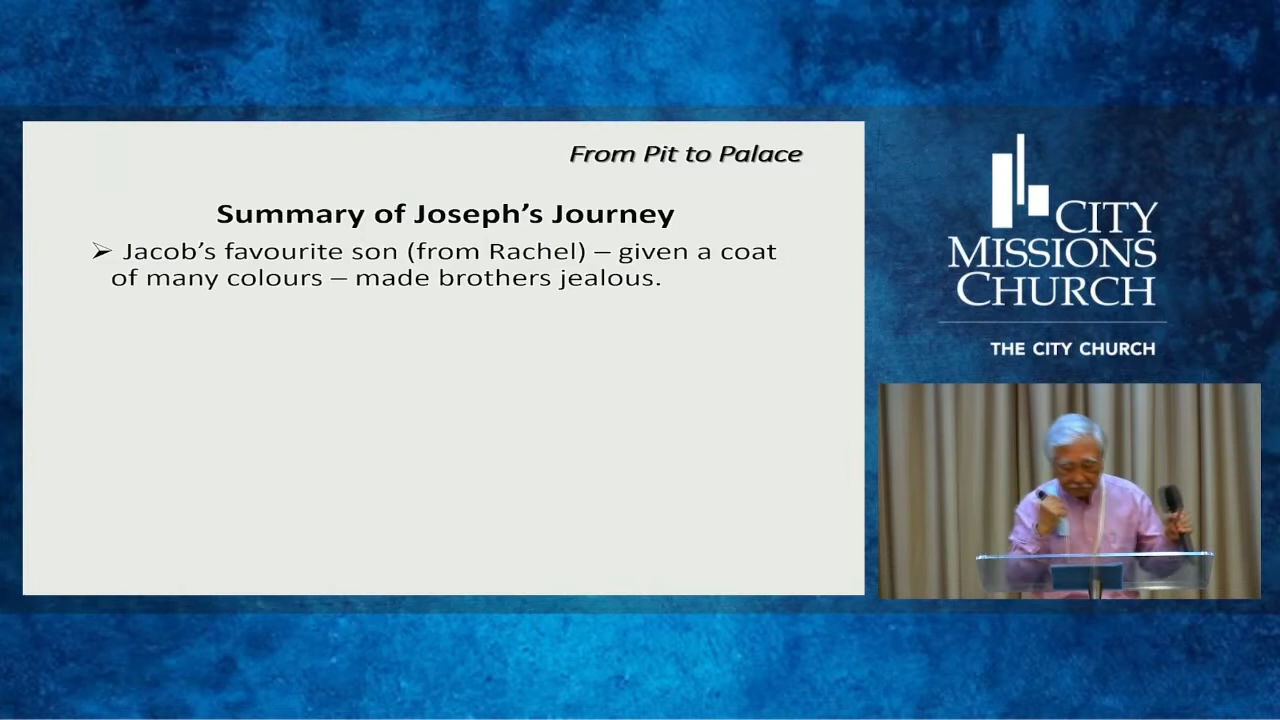 From Pit to Palace
Summary of Joseph’s Journey
➢ Jacob’s favourite son (from Rachel) – given a coat
of many colours – made brothers jealous.
CITY
MISSIONS
CHURCH
THE CITY CHURCH